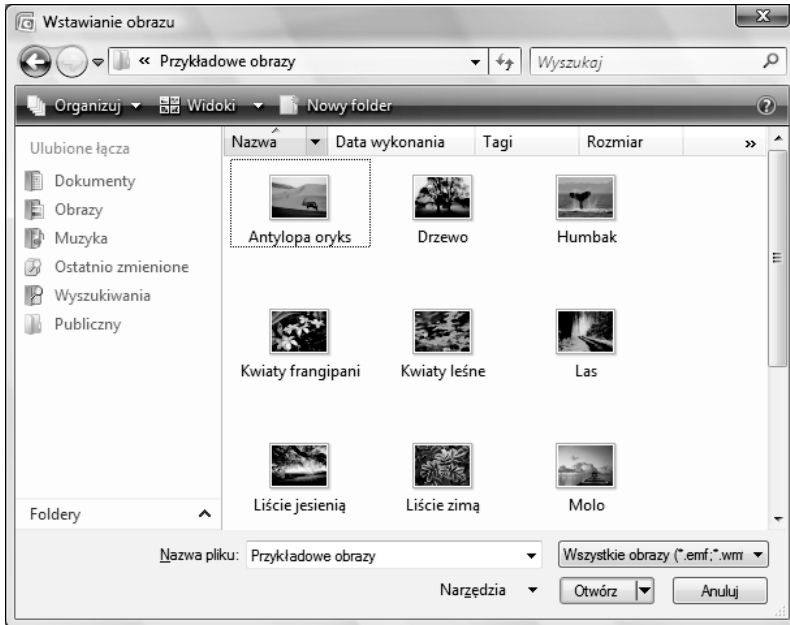 Wstawianie obrazu
« Przykładowe obrazy
Wyszukaj
Organizuj Widoki Nowy folder
Ulubione łącza
Dokumenty
Obrazy
Muzyka
Ostatnio zmienione
Wyszukiwania
Publiczny
Foldery
Nazwa Data wykonania Tagi Rozmiar »
Antylopa oryks Drzewo Humbak
Kwiaty frangipani Kwiaty leśne Las
Liście jesienią Liście zimą Molo
Nazwa pliku: Przykładowe obrazy Wszystkie obrazy (*.emf;*.wm
Narzędzia Otwórz Anuluj